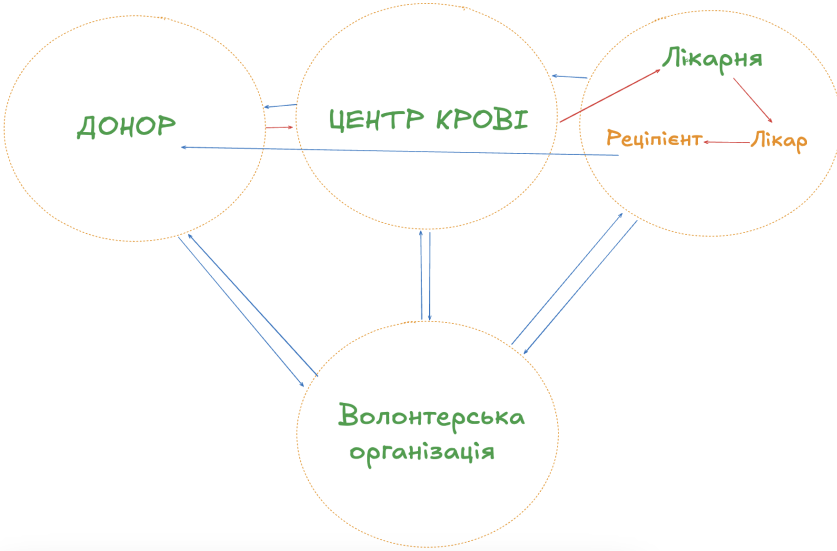 ДОНОР
ЦЕНТР КРОВІ
Лікарня
Реціпієнт
Лікар
Волонтерська
організація